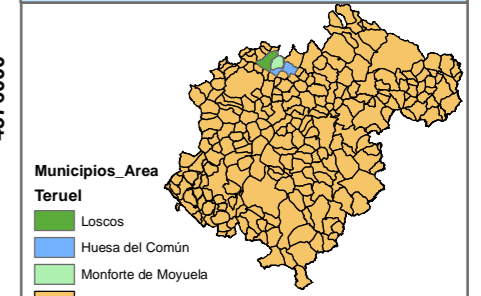 Municipios_Area
Teruel
Loscos
Huesa del Común
Monforte de Moyuela